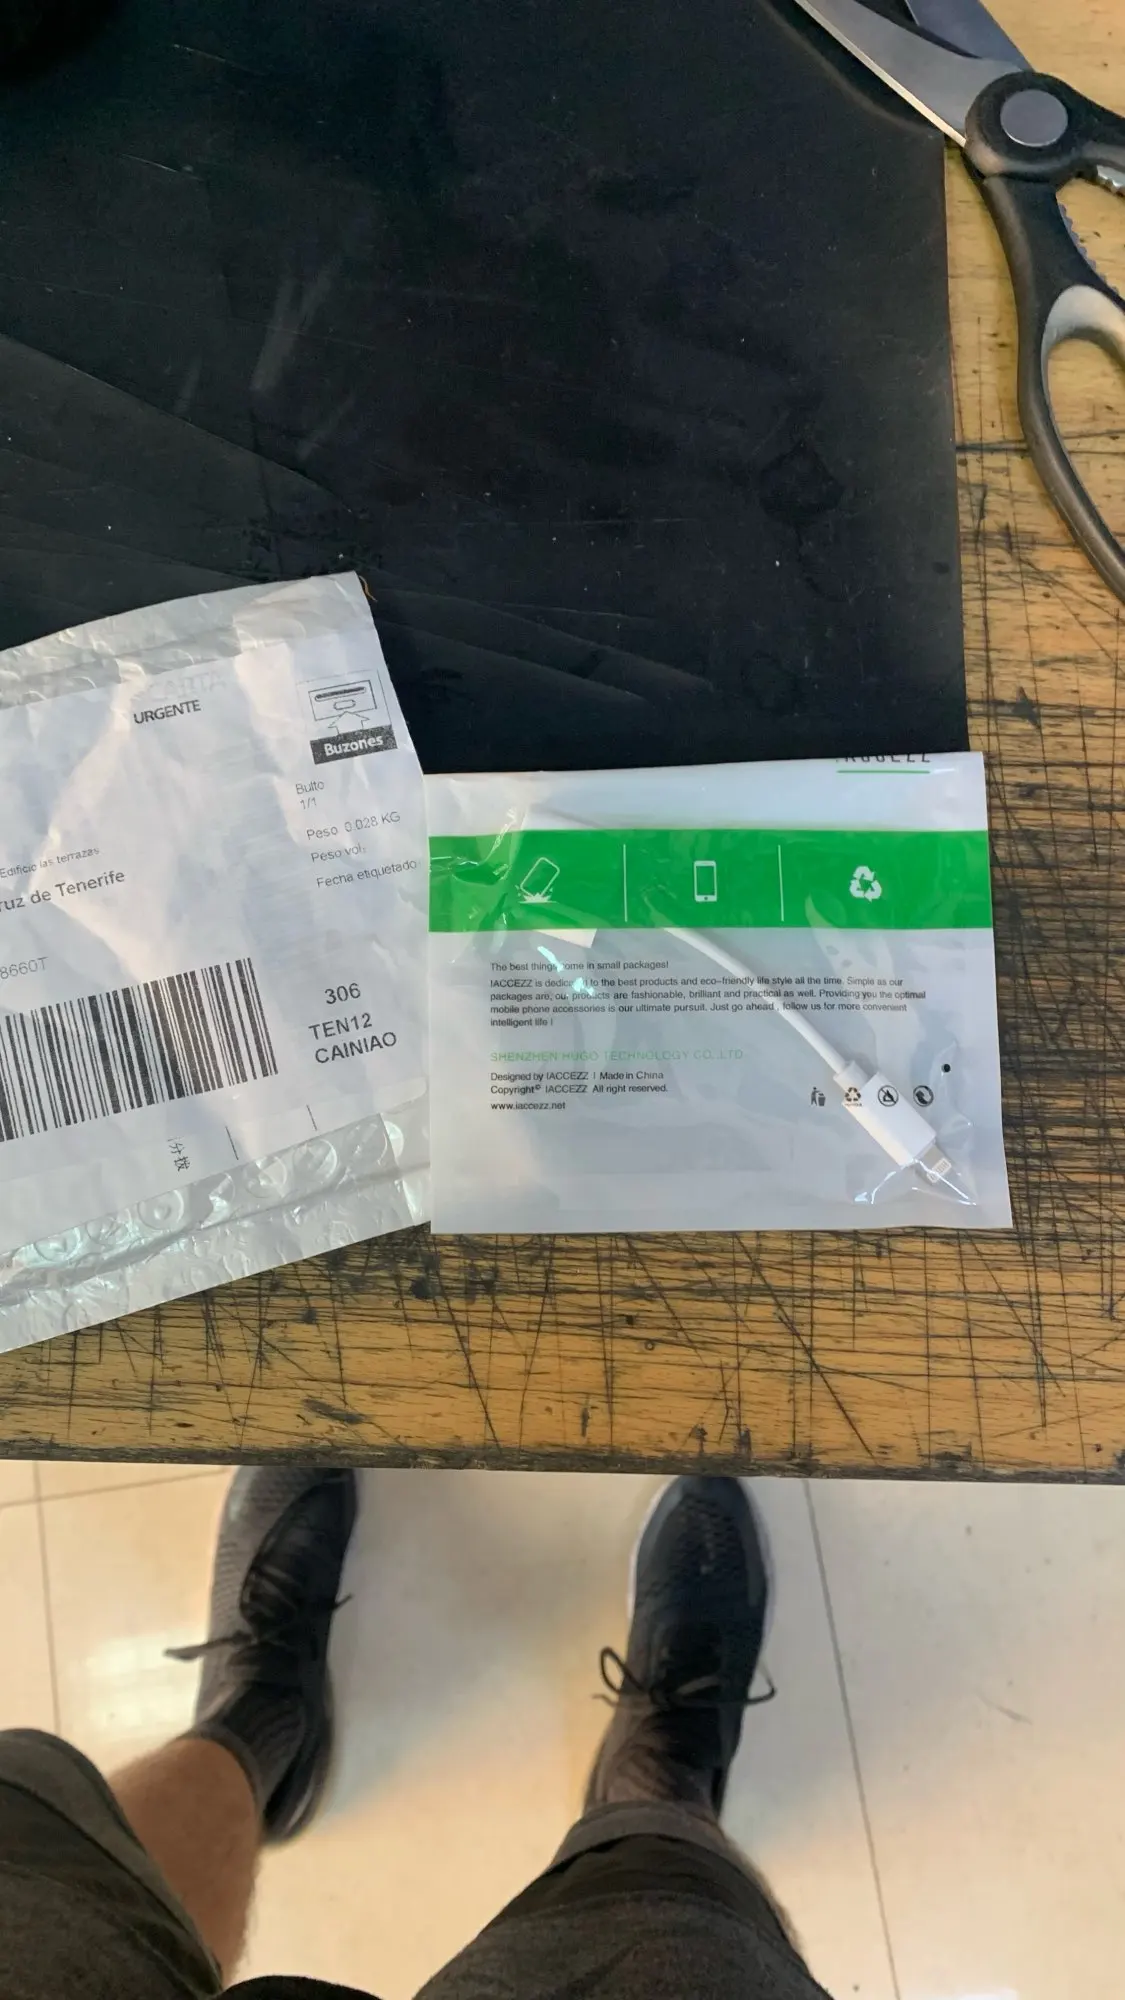 URGENTE
Buzones
Bulto
1/1
Peso 0.028 KG
Peso vol:
Fecha etiquetado
Edificio las terrazas
ruz de Tenerife
8660T
306
TEN12
CAINIAO
分拨
The best things come in small packages!
IACCEZZ is dedicated to the best products and eco-friendly life style all the time. Simple as our
packages are, our products are fashionable, brilliant and practical as well. Providing you the optimal
mobile phone accessories is our ultimate pursuit. Just go ahead , follow us for more convenient
intelligent life !
SHENZHEN HUGO TECHNOLOGY CO.,LTD
Designed by IACCEZZ | Made in China
Copyright© IACCEZZ All right reserved.
www.iaccezz.net